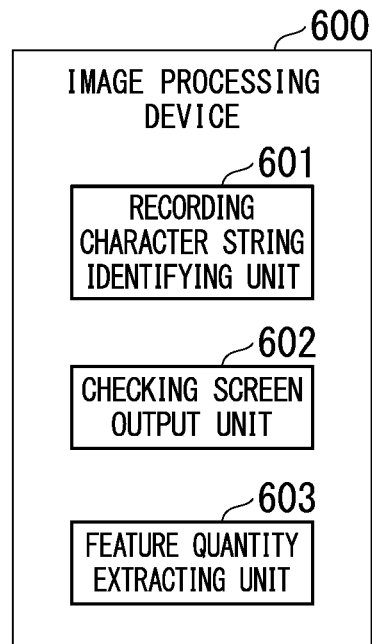 600
IMAGE PROCESSING
DEVICE
601
RECORDING
CHARACTER STRING
IDENTIFYING UNIT
602
CHECKING SCREEN
OUTPUT UNIT
603
FEATURE QUANTITY
EXTRACTING UNIT